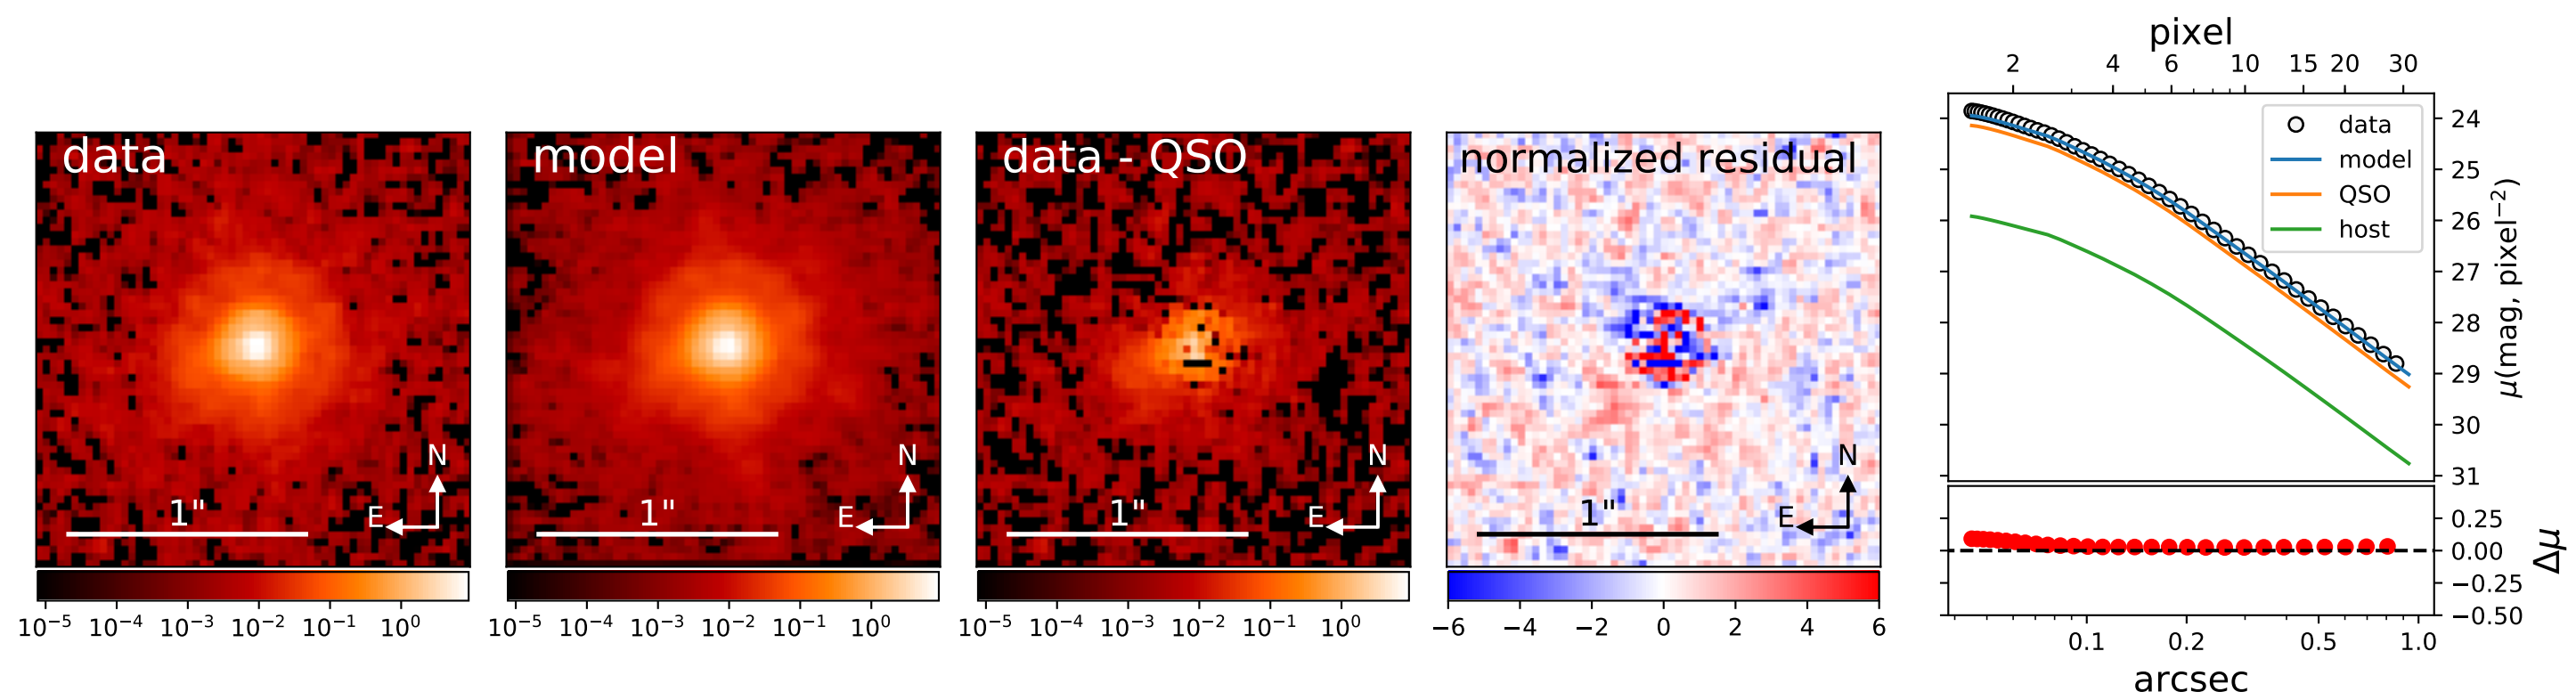 data
N
E
1"
10⁻⁵ 10⁻⁴ 10⁻³ 10⁻² 10⁻¹ 10⁰
model
N
E
1"
10⁻⁵ 10⁻⁴ 10⁻³ 10⁻² 10⁻¹ 10⁰
data - QSO
N
E
1"
10⁻⁵ 10⁻⁴ 10⁻³ 10⁻² 10⁻¹ 10⁰
normalized residual
N
E
1"
−6 −4 −2 0 2 4 6
pixel
2 4 6 10 15 20 30
data
model
QSO
host
24
25
26
27
28
29
30
31
μ(mag, pixel⁻²)
0.25
0.00
−0.25
−0.50
Δμ
0.1 0.2 0.5 1.0
arcsec